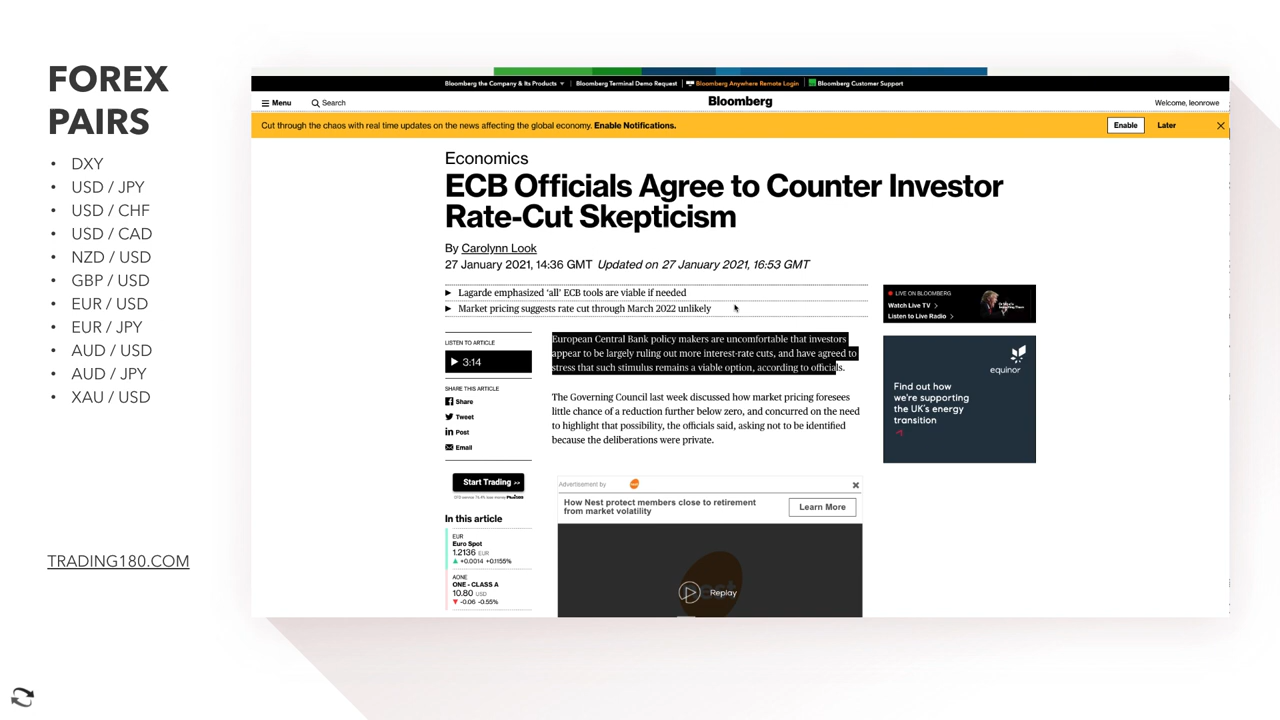 FOREX
PAIRS
• DXY
• USD / JPY
• USD / CHF
• USD / CAD
• NZD / USD
• GBP / USD
• EUR / USD
• EUR / JPY
• AUD / USD
• AUD / JPY
• XAU / USD
TRADING180.COM
Bloomberg the Company & Its Products Bloomberg Terminal Demo Request Bloomberg Anywhere Remote Login Bloomberg Customer Support
Menu Search Bloomberg Welcome, leonrowe
Cut through the chaos with real time updates on the news affecting the global economy. Enable Notifications. Enable Later
Economics
ECB Officials Agree to Counter Investor
Rate-Cut Skepticism
By Carolynn Look
27 January 2021, 14:36 GMT Updated on 27 January 2021, 16:53 GMT
Lagarde emphasized ‘all’ ECB tools are viable if needed
Market pricing suggests rate cut through March 2022 unlikely
LISTEN TO ARTICLE
3:14
SHARE THIS ARTICLE
Share
Tweet
Post
Email
Start Trading >>
In this article
EUR
Euro Spot
1.2136 EUR
+0.0014 +0.1155%
AONE
ONE - CLASS A
10.80 USD
-0.06 -0.55%
European Central Bank policy makers are uncomfortable that investors
appear to be largely ruling out more interest-rate cuts, and have agreed to
stress that such stimulus remains a viable option, according to officials.
The Governing Council last week discussed how market pricing foresees
little chance of a reduction further below zero, and concurred on the need
to highlight that possibility, the officials said, asking not to be identified
because the deliberations were private.
Advertisement by
How Nest protect members close to retirement
from market volatility
Learn More
Replay
LIVE ON BLOOMBERG
Watch Live TV >
Listen to Live Radio >
equinor
Find out how
we're supporting
the UK's energy
transition